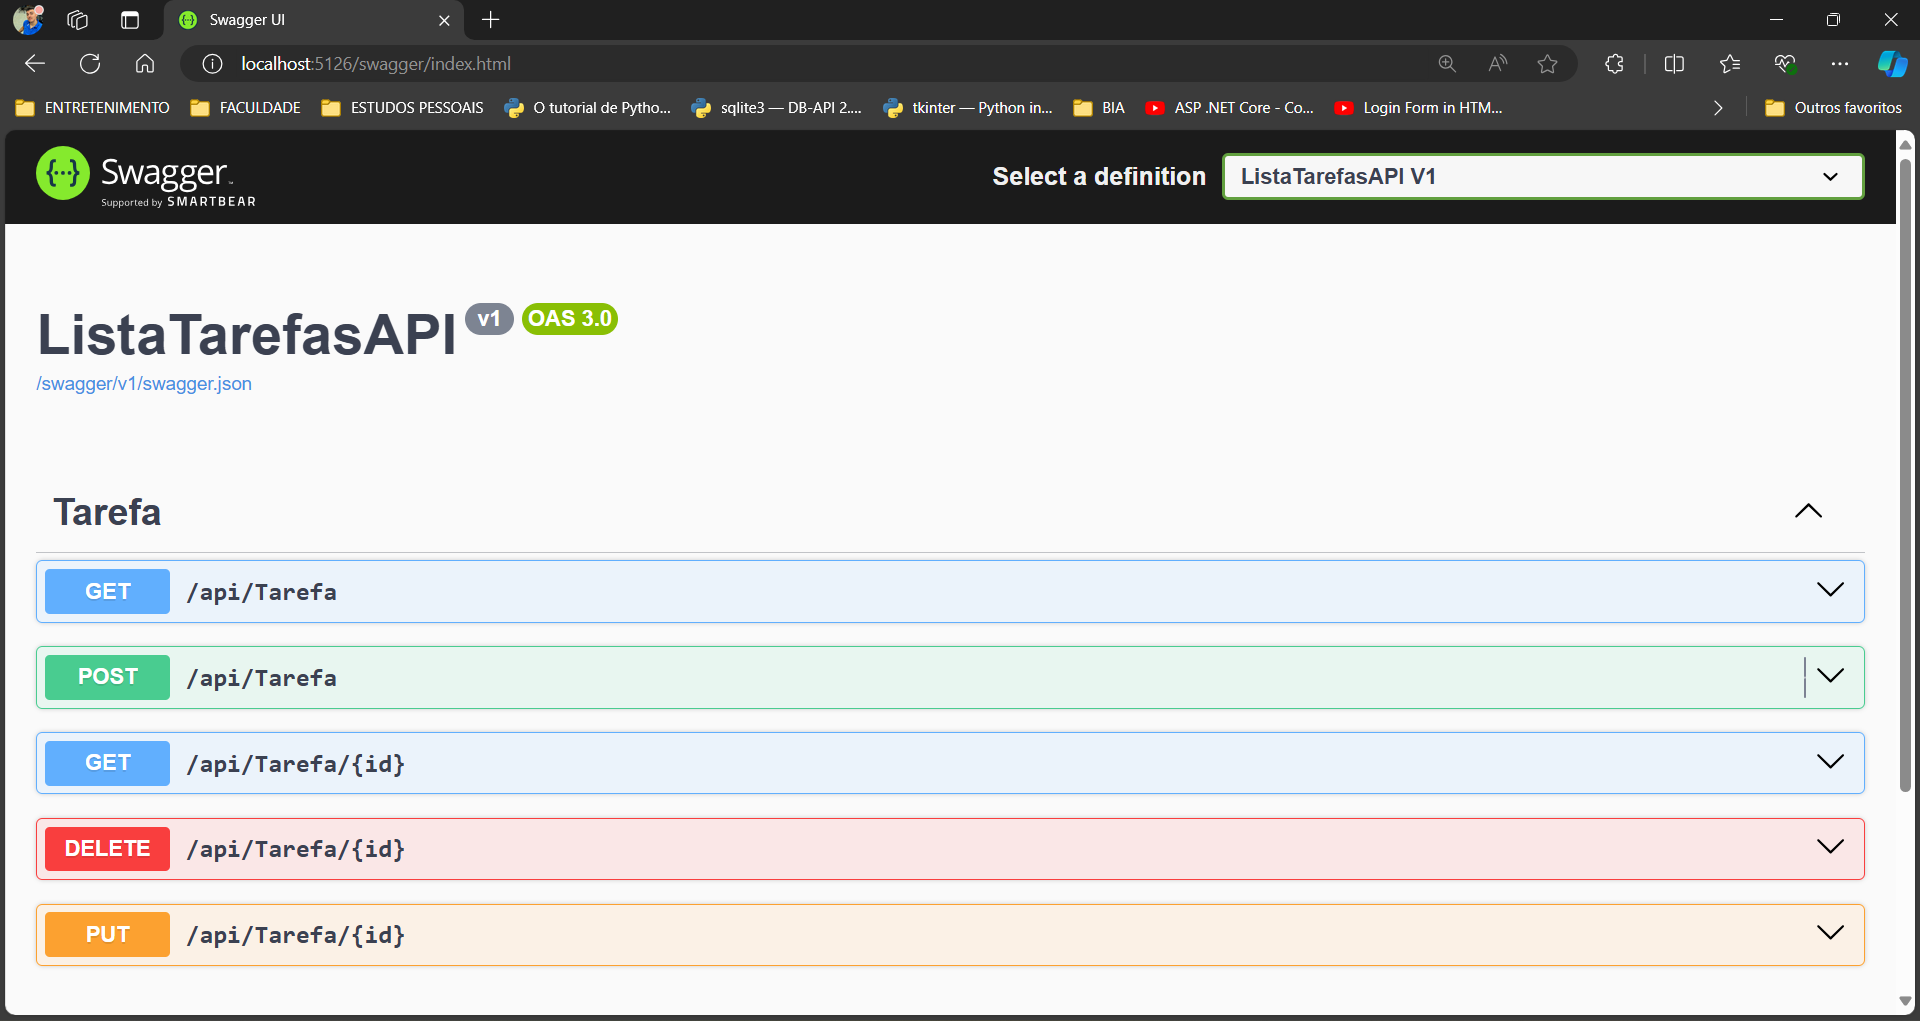 Swagger UI
localhost:5126/swagger/index.html
ENTRETENIMENTO
FACULDADE
ESTUDOS PESSOAIS
O tutorial de Pytho...
sqlite3 — DB-API 2....
tkinter — Python in...
BIA
ASP .NET Core - Co...
Login Form in HTM...
Outros favoritos
Swagger
Supported by SMARTBEAR
Select a definition
ListaTarefasAPI V1
ListaTarefasAPI v1 OAS 3.0
/swagger/v1/swagger.json
Tarefa
GET /api/Tarefa
POST /api/Tarefa
GET /api/Tarefa/{id}
DELETE /api/Tarefa/{id}
PUT /api/Tarefa/{id}